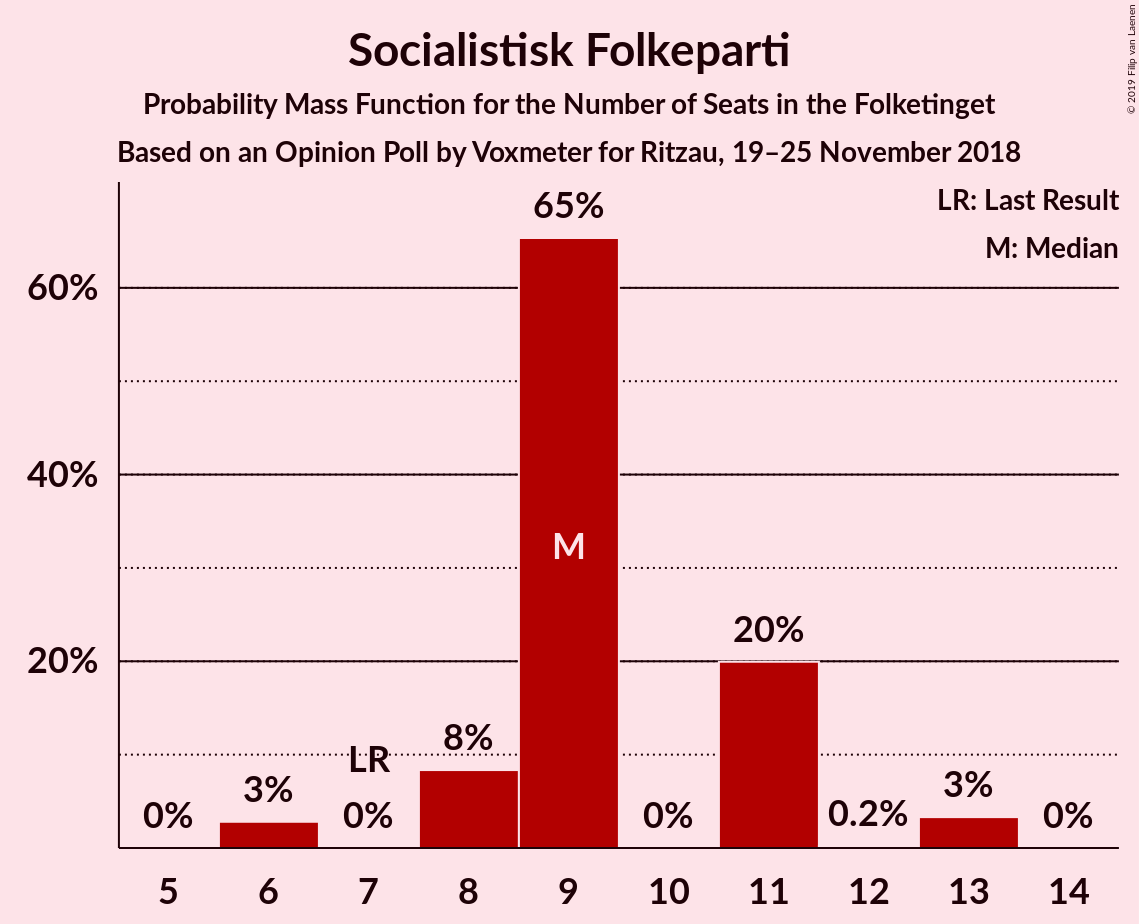 Socialistisk Folkeparti
Probability Mass Function for the Number of Seats in the Folketinget
Based on an Opinion Poll by Voxmeter for Ritzau, 19–25 November 2018
© 2019 Filip van Laenen
LR: Last Result
M: Median
65%
60%
40%
M
20%
20%
8%
LR
3%
3%
0%
0%
0%
0.2%
0%
5 6 7 8 9 10 11 12 13 14